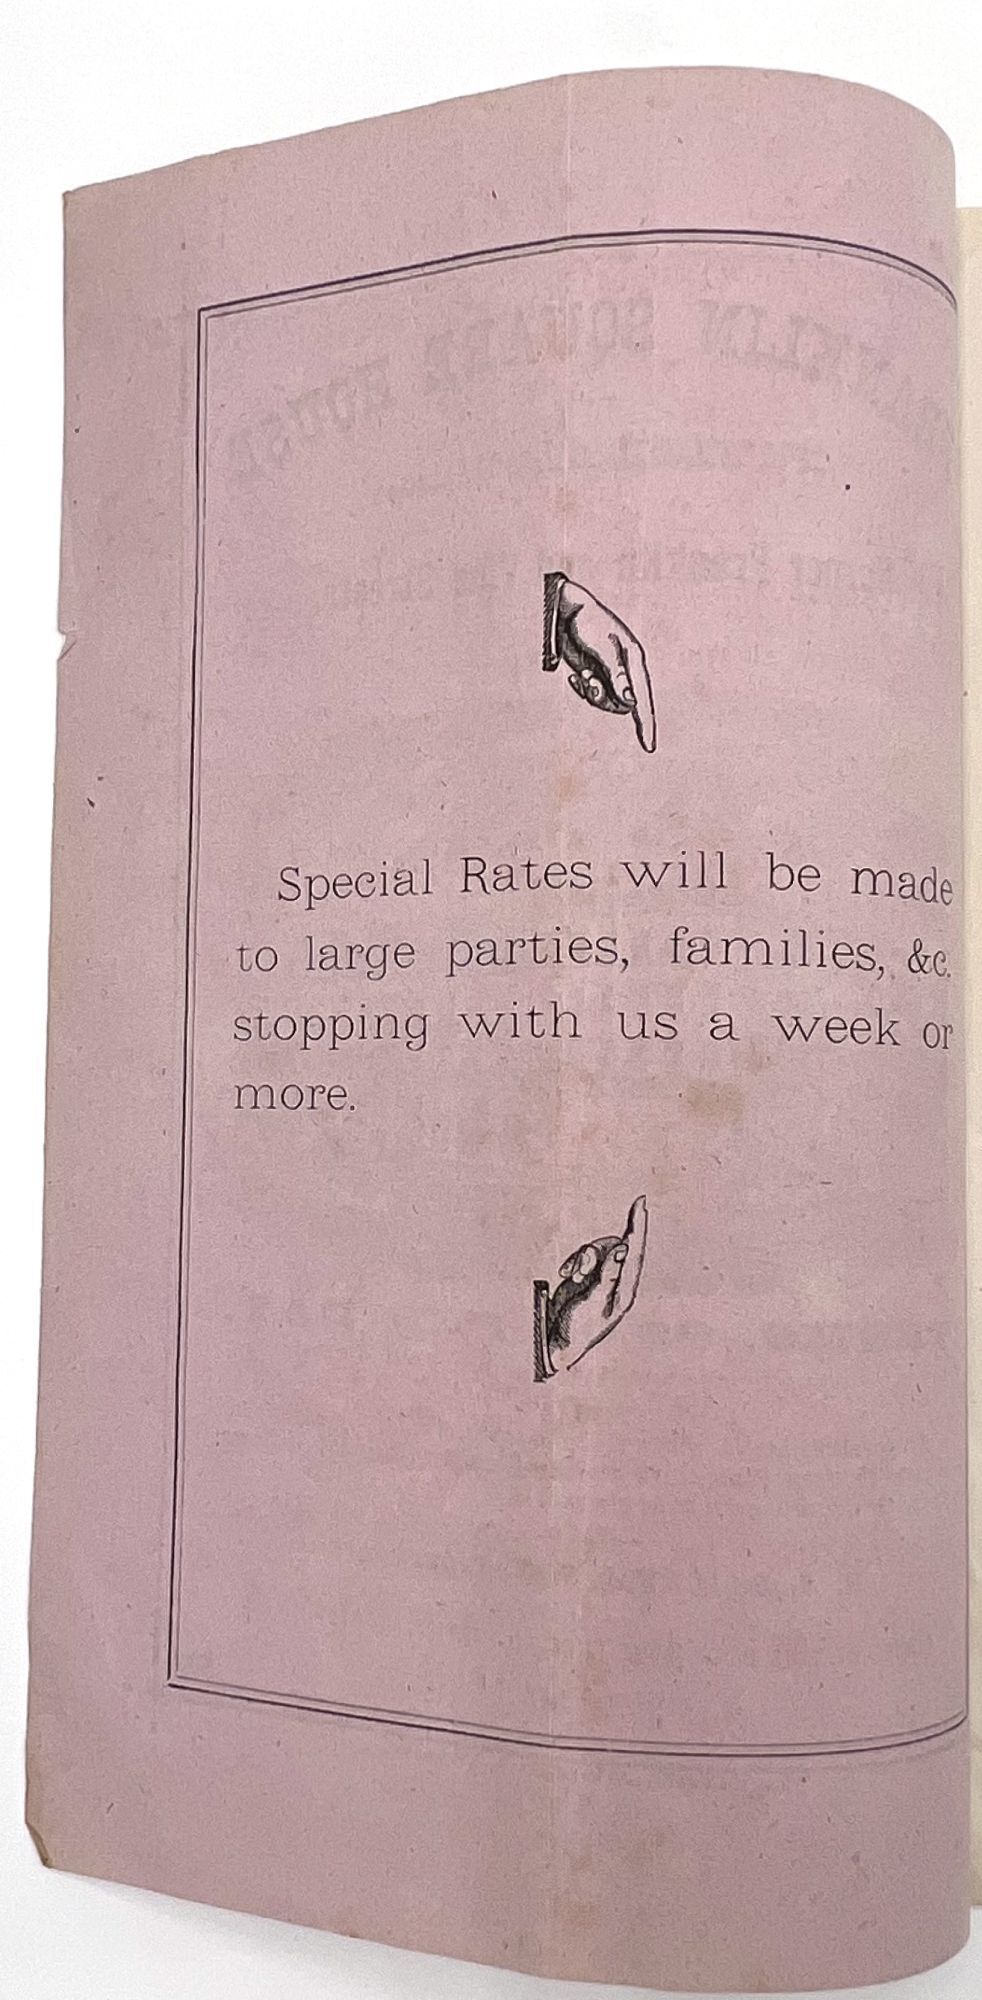 Special Rates will be made
to large parties, families, &c.
stopping with us a week or
more.